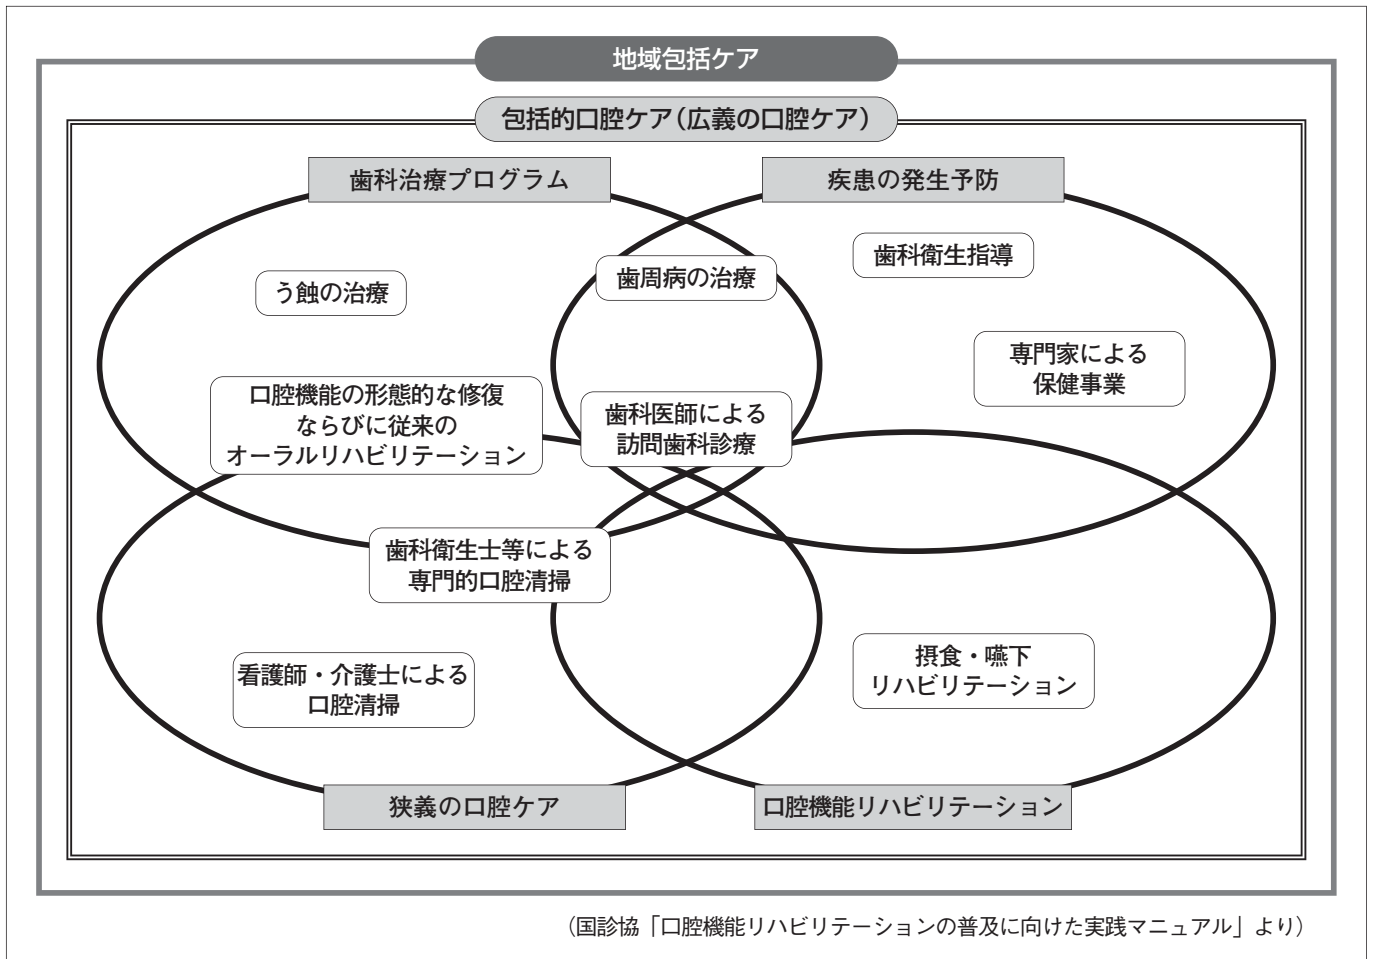 地域包括ケア
包括的口腔ケア(広義の口腔ケア)
歯科治療プログラム
疾患の発生予防
歯科衛生指導
う蝕の治療
歯周病の治療
専門家による
保健事業
口腔機能の形態的な修復
ならびに従来の
オーラルリハビリテーション
歯科医師による
訪問歯科診療
歯科衛生士等による
専門的口腔清掃
看護師・介護士による
口腔清掃
摂食・嚥下
リハビリテーション
狭義の口腔ケア
口腔機能リハビリテーション
(国診協「口腔機能リハビリテーションの普及に向けた実践マニュアル」より)